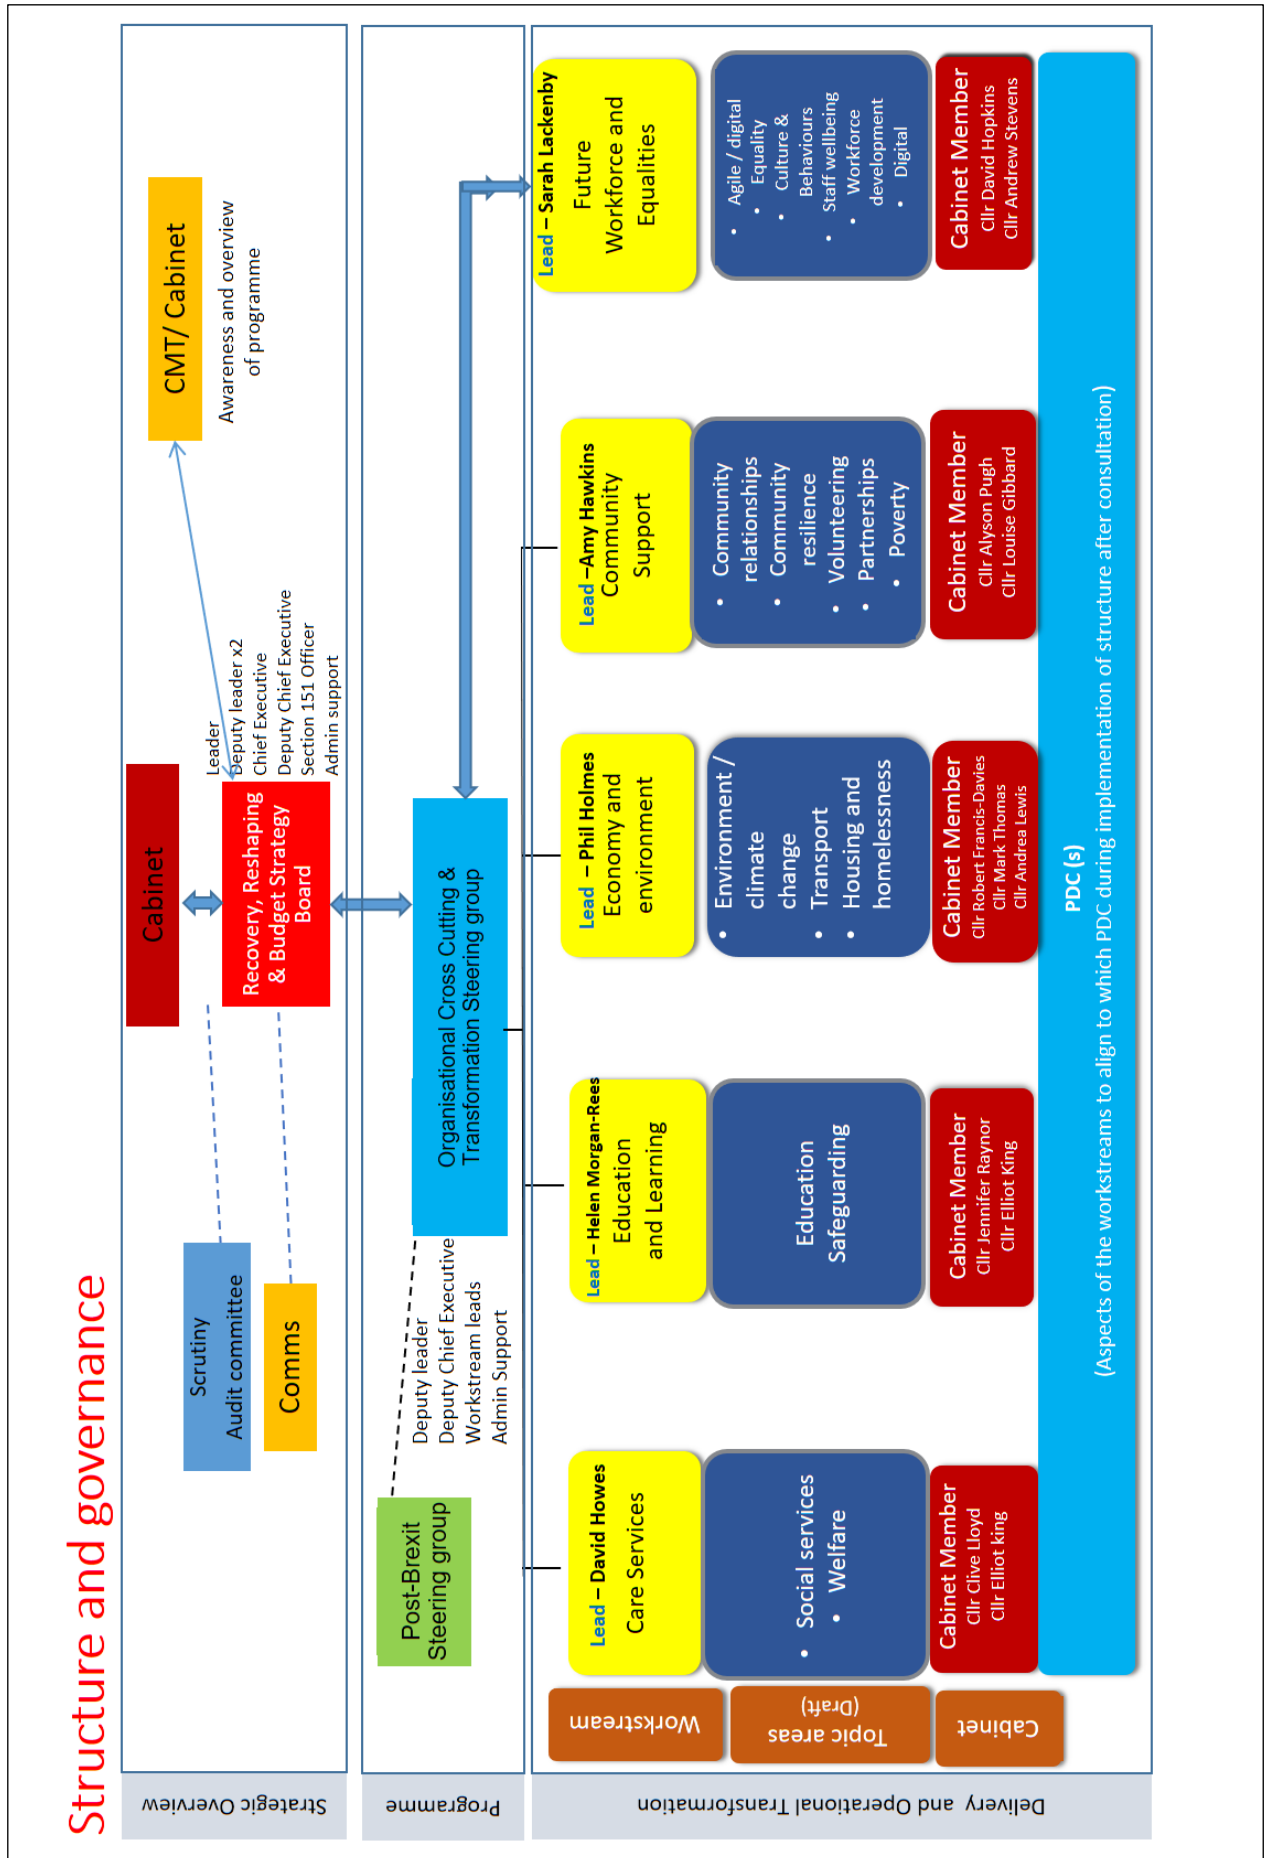 Structure and governance
Strategic Overview
Cabinet
Scrutiny
Audit committee
Comms
Recovery, Reshaping
& Budget Strategy
Board
Leader
Deputy leader x2
Chief Executive
Deputy Chief Executive
Section 151 Officer
Admin support
CMT/ Cabinet
Awareness and overview
of programme
Programme
Post-Brexit
Steering group
Deputy leader
Deputy Chief Executive
Workstream leads
Admin Support
Organisational Cross Cutting &
Transformation Steering group
Delivery and Operational Transformation
Workstream
Lead – David Howes
Care Services
Lead – Helen Morgan-Rees
Education
and Learning
Lead – Phil Holmes
Economy and
environment
Lead –Amy Hawkins
Community
Support
Lead – Sarah Lackenby
Future
Workforce and
Equalities
Topic areas
(Draft)
• Social services
• Welfare
Education
Safeguarding
• Environment /
climate
change
• Transport
• Housing and
homelessness
• Community
relationships
• Community
resilience
• Volunteering
• Partnerships
• Poverty
• Agile / digital
• Equality
• Culture &
Behaviours
• Staff wellbeing
• Workforce
development
• Digital
Cabinet
Cabinet Member
Cllr Clive Lloyd
Cllr Elliot king
Cabinet Member
Cllr Jennifer Raynor
Cllr Elliot King
Cabinet Member
Cllr Robert Francis-Davies
Cllr Mark Thomas
Cllr Andrea Lewis
Cabinet Member
Cllr Alyson Pugh
Cllr Louise Gibbard
Cabinet Member
Cllr David Hopkins
Cllr Andrew Stevens
PDC (s)
(Aspects of the workstreams to align to which PDC during implementation of structure after consultation)